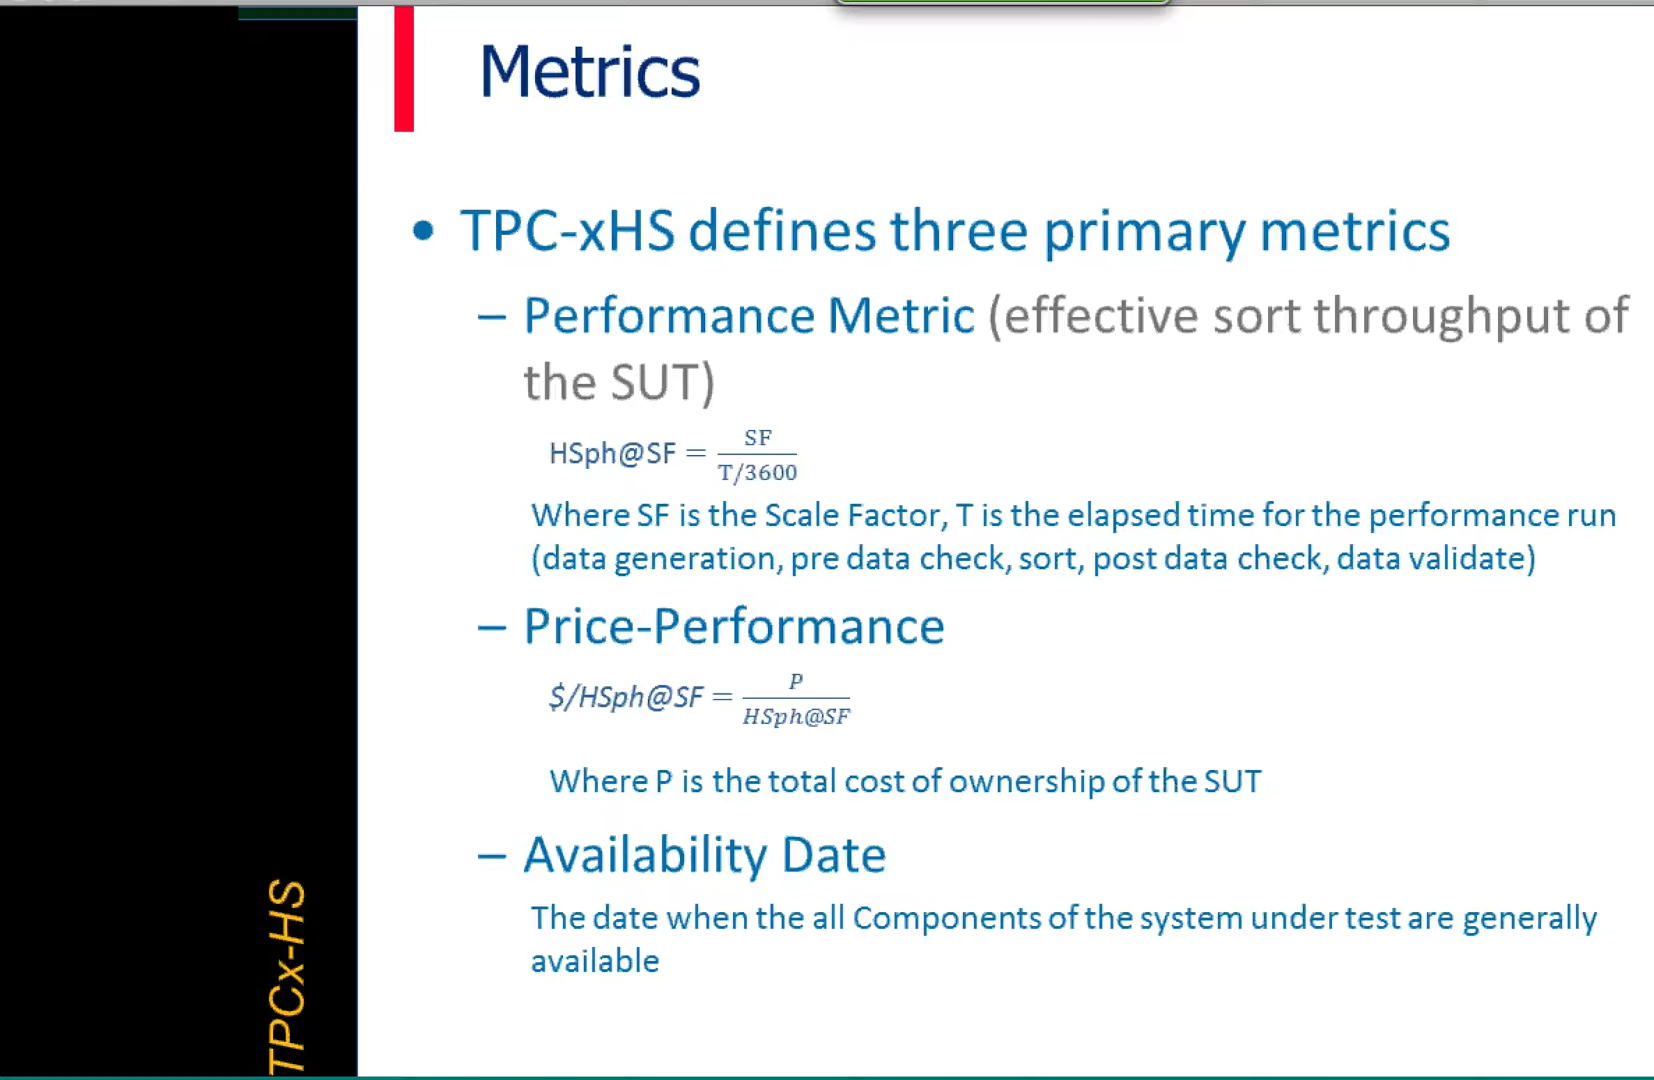 Metrics
• TPC-xHS defines three primary metrics
– Performance Metric (effective sort throughput of
the SUT)
HSph@SF = SF / T/3600
Where SF is the Scale Factor, T is the elapsed time for the performance run
(data generation, pre data check, sort, post data check, data validate)
– Price-Performance
$/HSph@SF = P / HSph@SF
Where P is the total cost of ownership of the SUT
– Availability Date
The date when the all Components of the system under test are generally
available
TPCx-HS